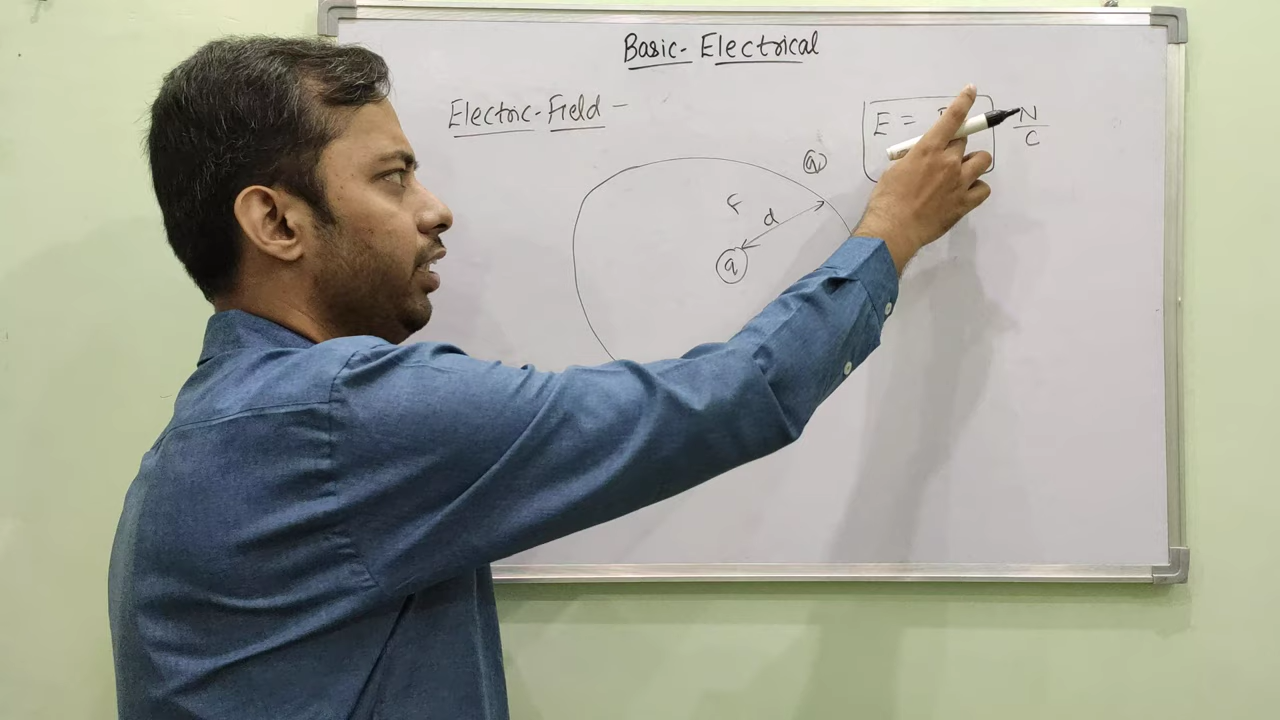 Basic-Electrical
Electric-Field-
E =
N
C
d